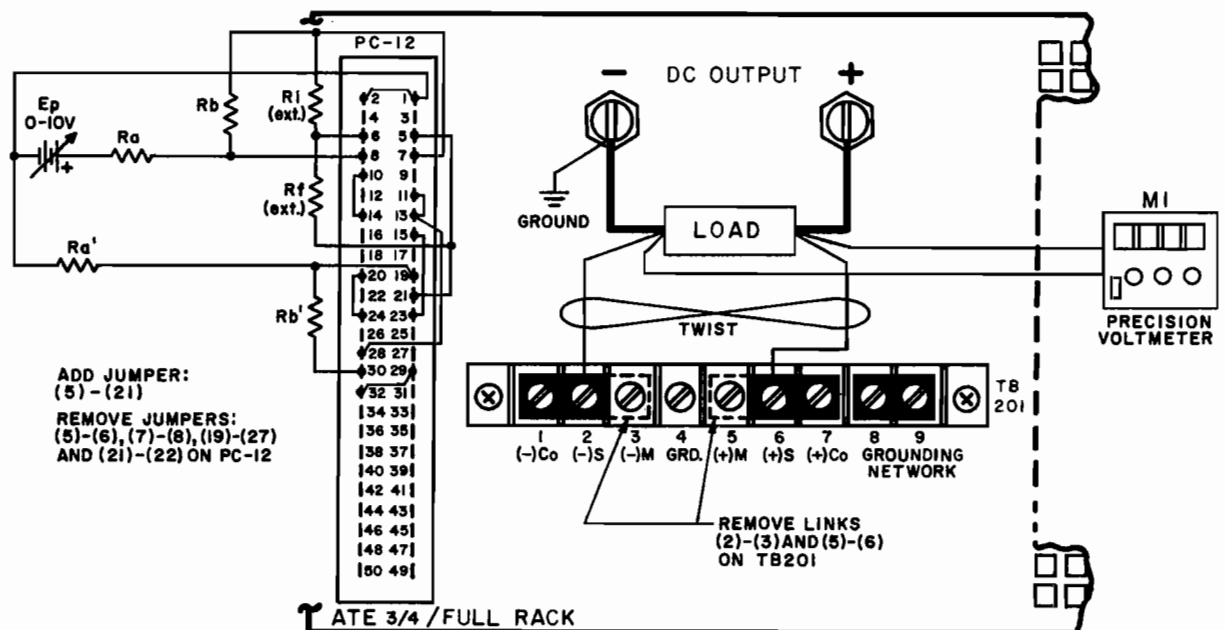 PC-12
DC OUTPUT
− +
Ep
0-10V
+
Ra
Rb
Ri
(ext.)
Rf
(ext.)
Ra'
Rb'
2 1
4 3
6 5
8 7
10 9
12 11
14 13
16 15
18 17
20 19
22 21
24 23
26 25
28 27
30 29
32 31
34 33
36 35
38 37
40 39
42 41
44 43
46 45
48 47
50 49
GROUND
LOAD
TWIST
M1
PRECISION
VOLTMETER
ADD JUMPER:
(5)-(21)
REMOVE JUMPERS:
(5)-(6), (7)-(8), (19)-(27)
AND (21)-(22) ON PC-12
TB
201
1 2 3 4 5 6 7 8 9
(-)Co (-)S (-)M GRD. (+)M (+)S (+)Co GROUNDING
NETWORK
REMOVE LINKS
(2)-(3) AND (5)-(6)
ON TB201
ATE 3/4 / FULL RACK